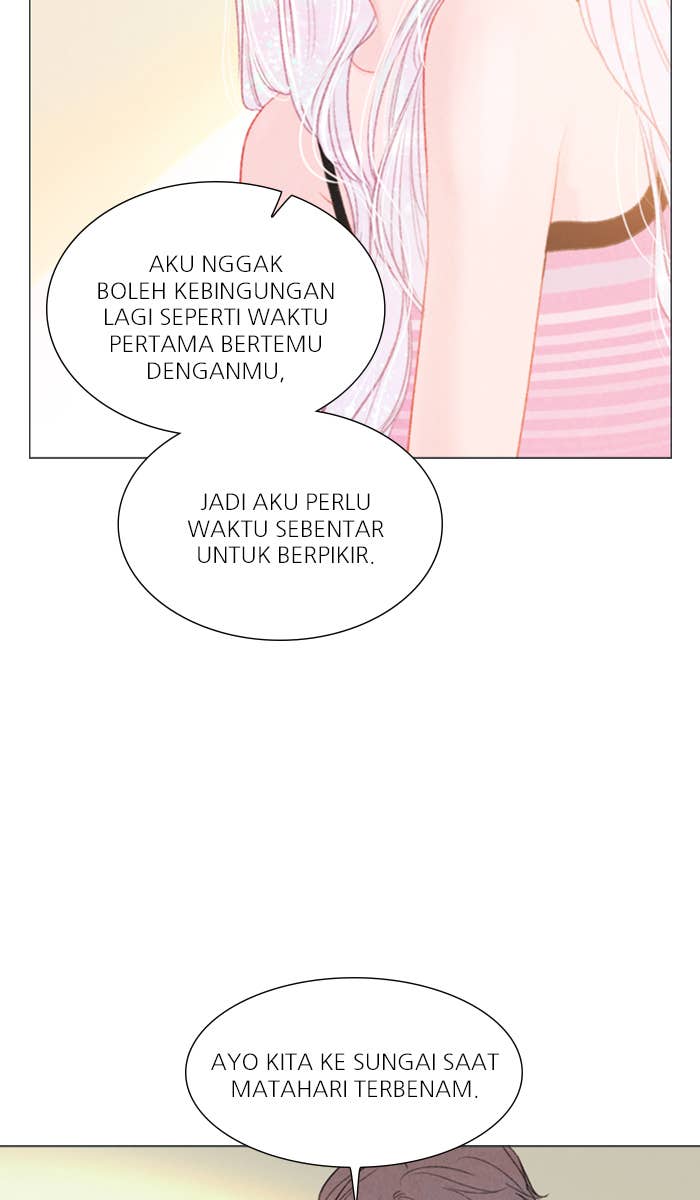 AKU NGGAK
BOLEH KEBINGUNGAN
LAGI SEPERTI WAKTU
PERTAMA BERTEMU
DENGANMU,
JADI AKU PERLU
WAKTU SEBENTAR
UNTUK BERPIKIR.
AYO KITA KE SUNGAI SAAT
MATAHARI TERBENAM.